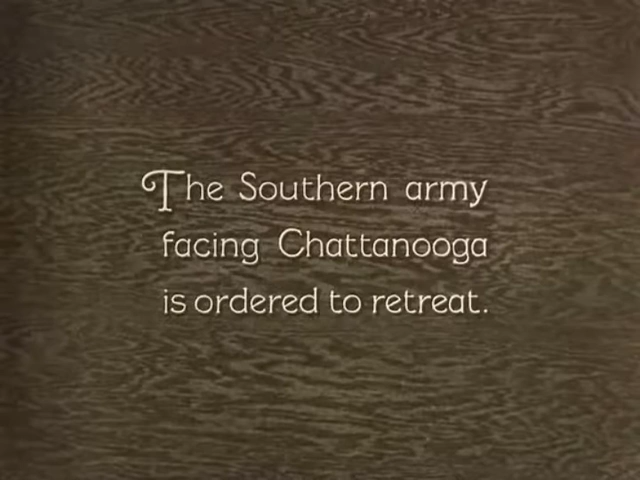 The Southern army
facing Chattanooga
is ordered to retreat.